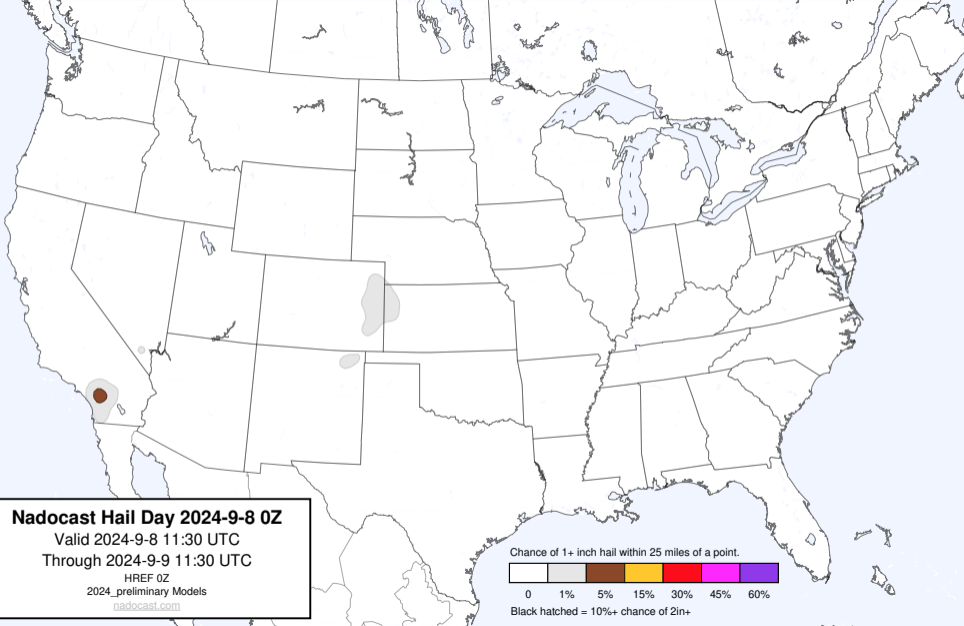 Nadocast Hail Day 2024-9-8 0Z
Valid 2024-9-8 11:30 UTC
Through 2024-9-9 11:30 UTC
HREF 0Z
2024_preliminary Models
nadocast.com
Chance of 1+ inch hail within 25 miles of a point.
0 1% 5% 15% 30% 45% 60%
Black hatched = 10%+ chance of 2in+